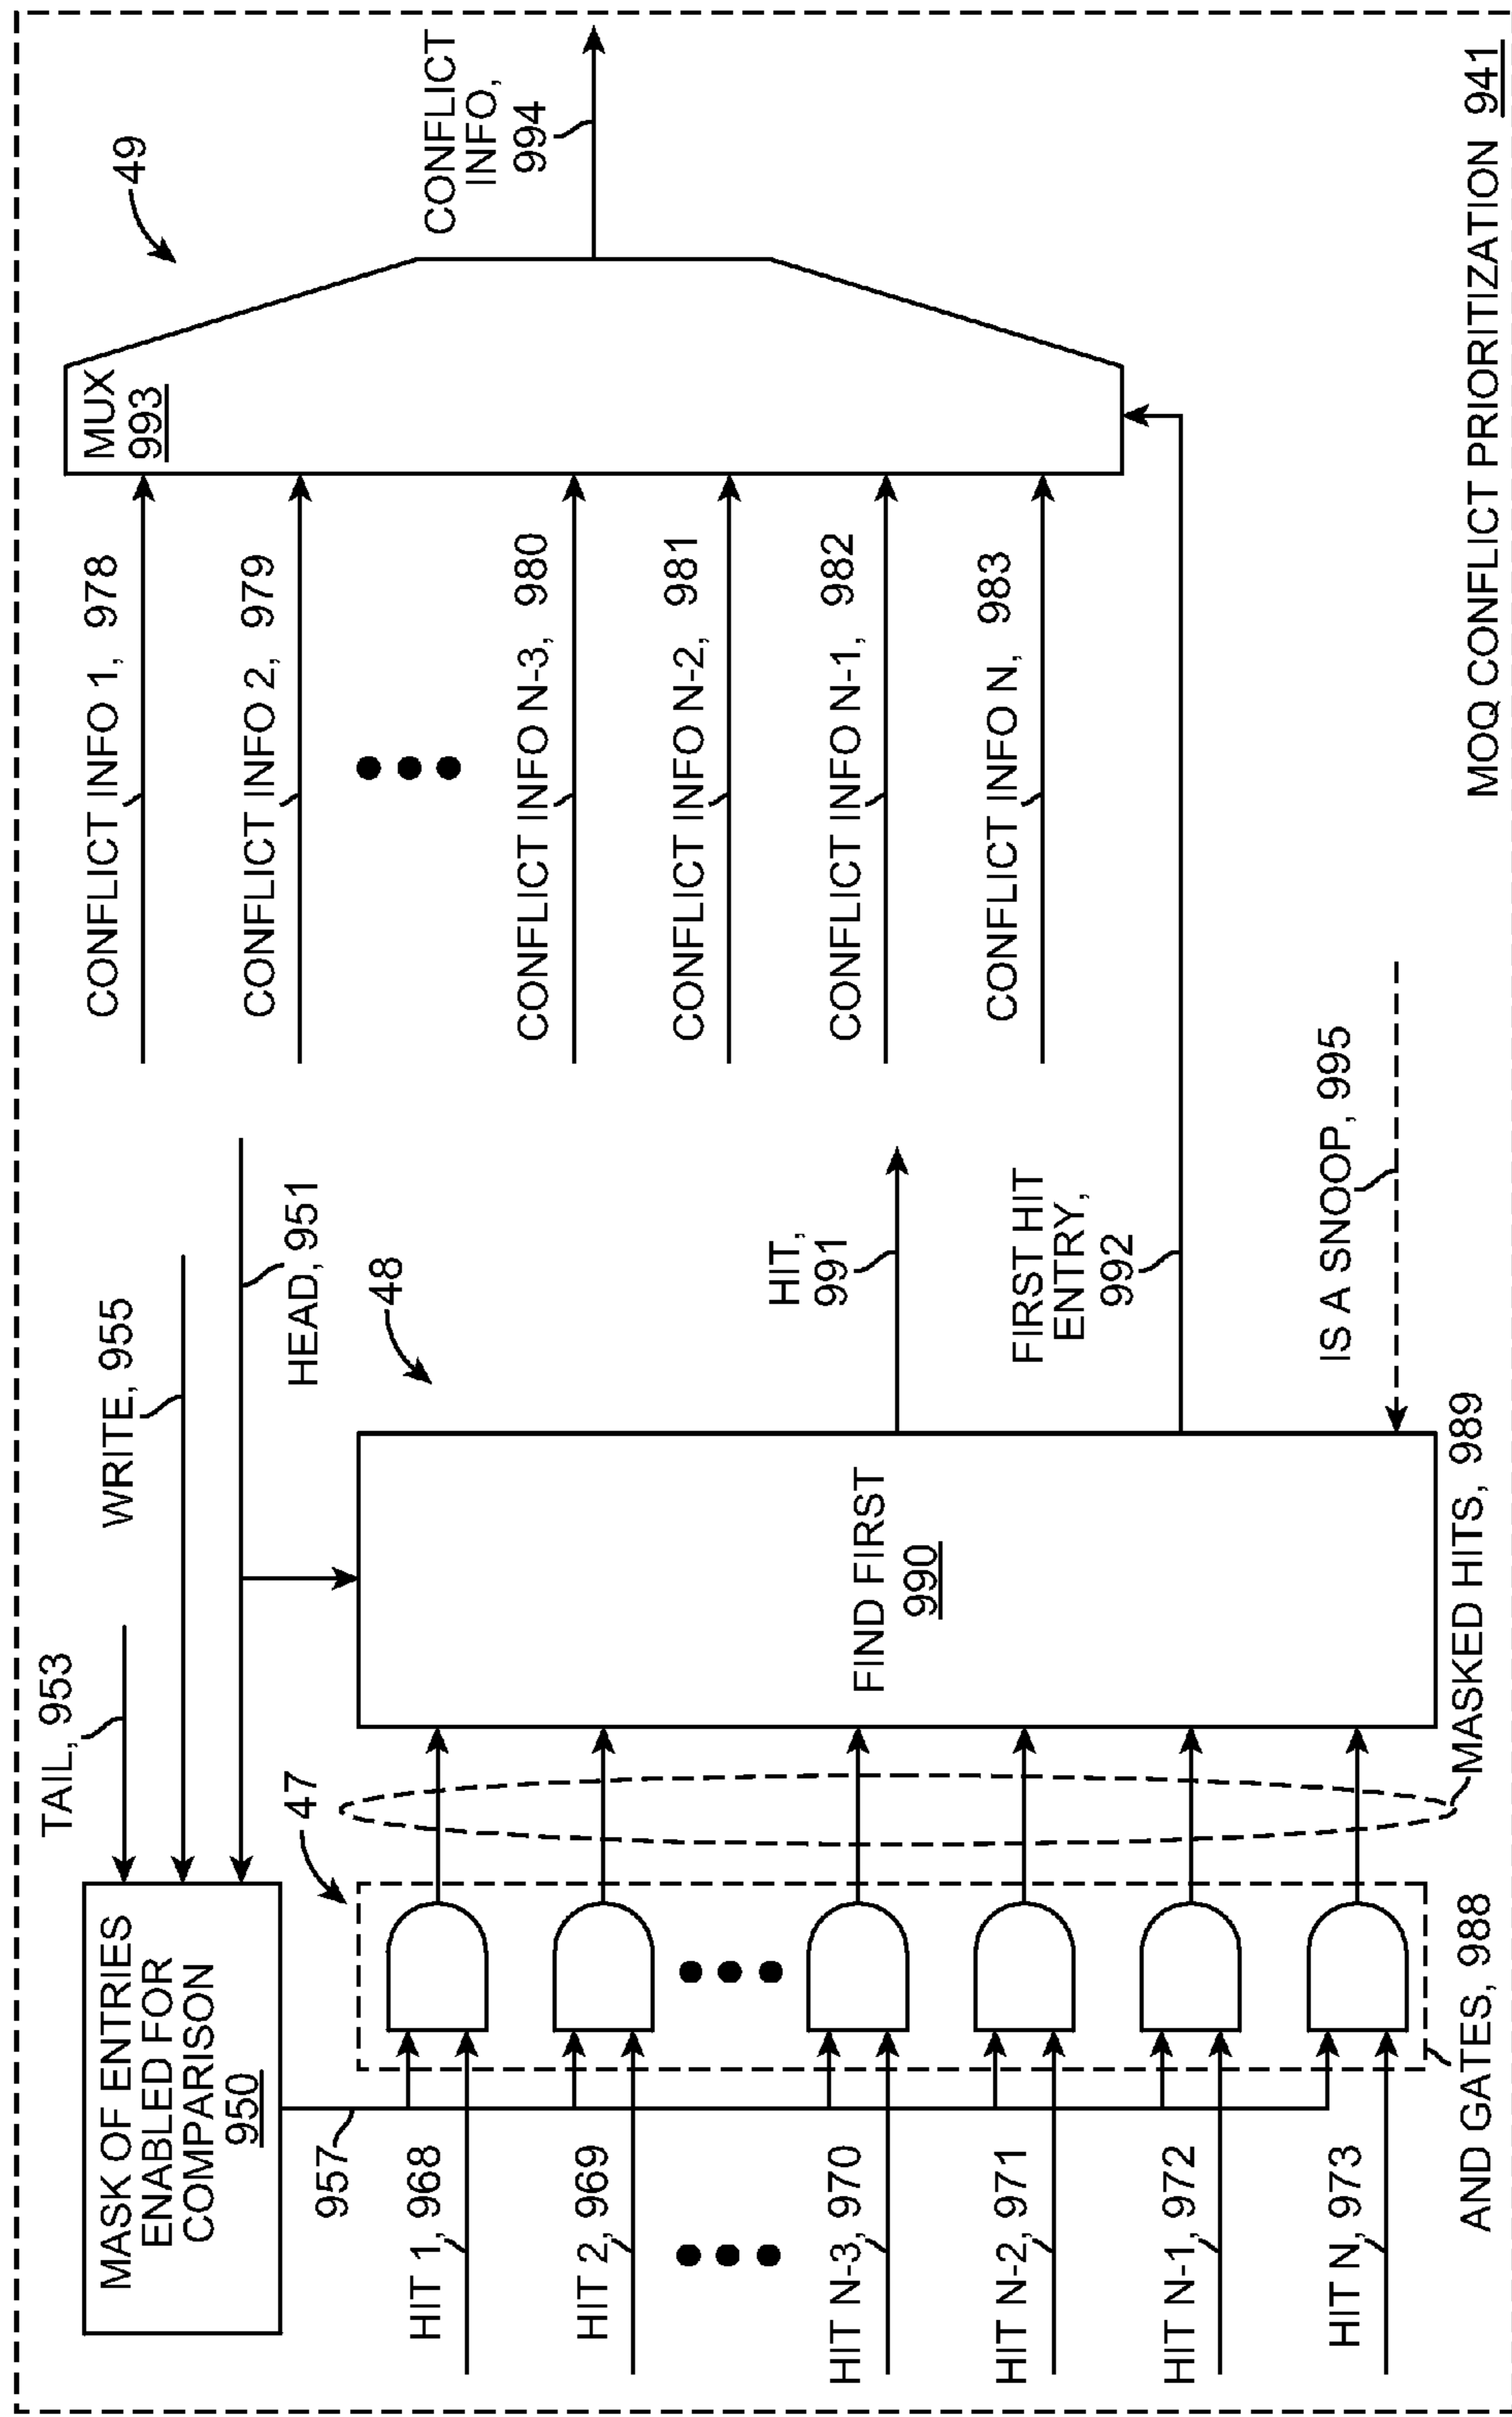 MASK OF ENTRIES
ENABLED FOR
COMPARISON
950
TAIL, 953
WRITE, 955
HEAD, 951
957
HIT 1, 968
HIT 2, 969
HIT N-3, 970
HIT N-2, 971
HIT N-1, 972
HIT N, 973
47
AND GATES, 988
MASKED HITS, 989
48
FIND FIRST
990
HIT,
991
FIRST HIT
ENTRY,
992
IS A SNOOP, 995
CONFLICT INFO 1, 978
CONFLICT INFO 2, 979
CONFLICT INFO N-3, 980
CONFLICT INFO N-2, 981
CONFLICT INFO N-1, 982
CONFLICT INFO N, 983
MUX
993
49
CONFLICT
INFO,
994
MOQ CONFLICT PRIORITIZATION 941